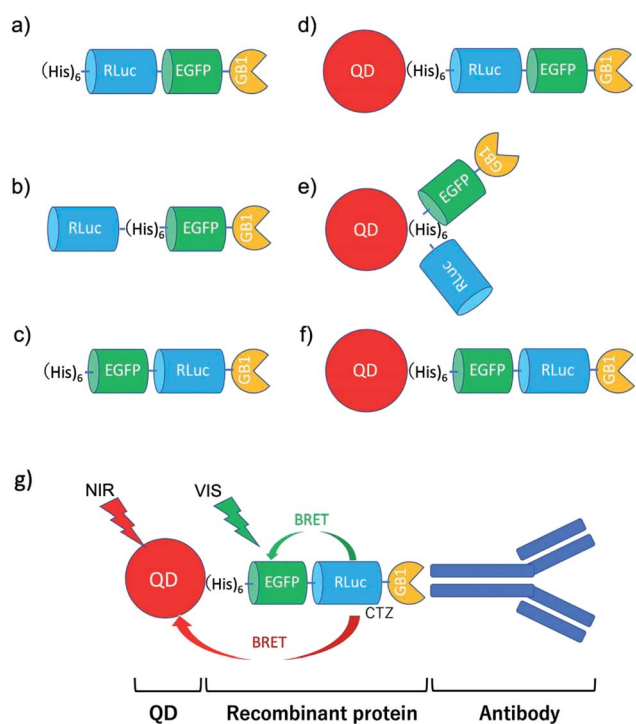 a)
(His)6 RLuc EGFP GB1
d)
QD (His)6 RLuc EGFP GB1
b)
RLuc (His)6 EGFP GB1
e)
QD (His)6 EGFP GB1
RLuc
c)
(His)6 EGFP RLuc GB1
f)
QD (His)6 EGFP RLuc GB1
g)
NIR VIS
BRET
QD (His)6 EGFP RLuc GB1
CTZ
BRET
QD Recombinant protein Antibody